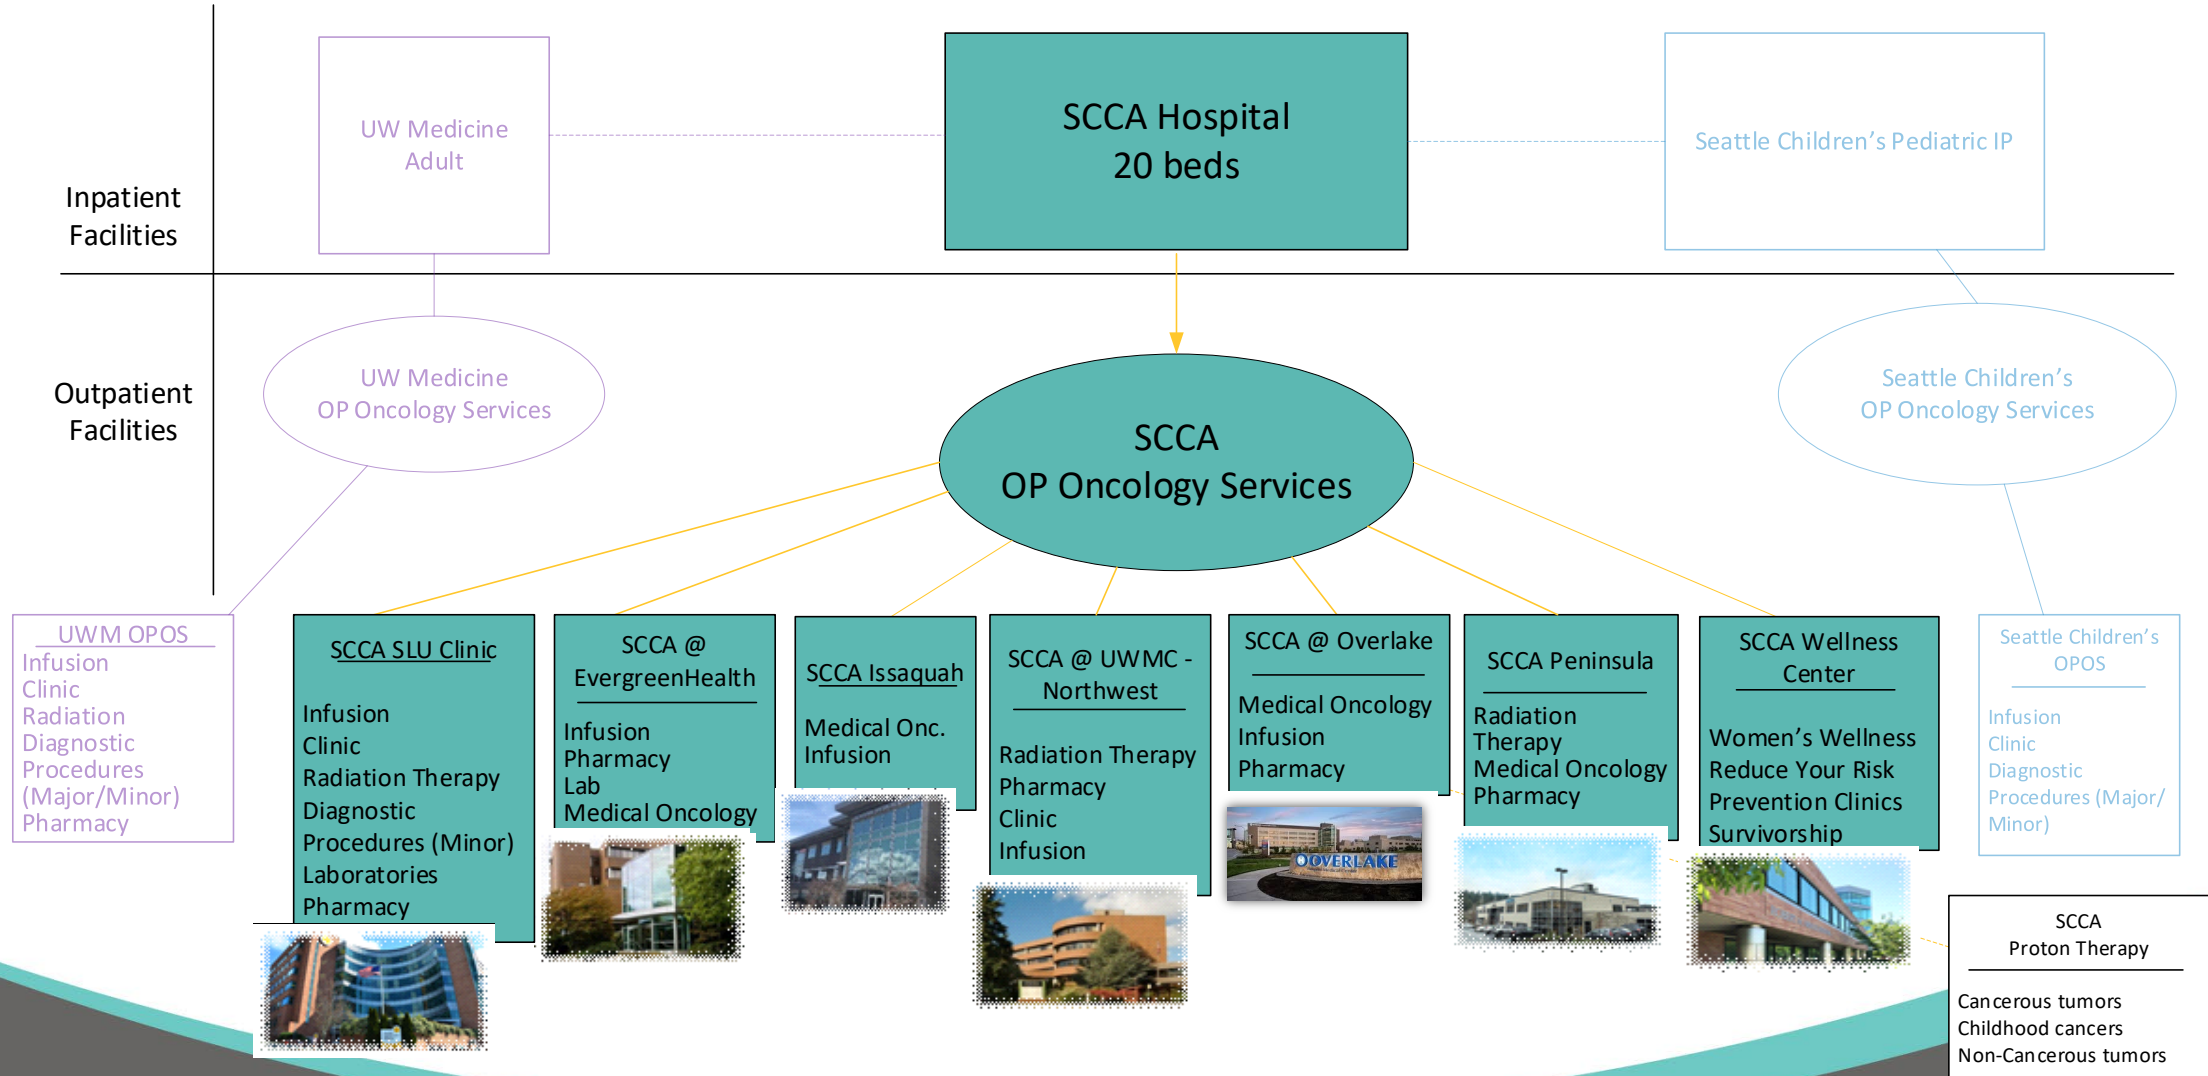 UW Medicine
Adult
SCCA Hospital
20 beds
Seattle Children’s Pediatric IP
Inpatient
Facilities
Outpatient
Facilities
UW Medicine
OP Oncology Services
SCCA
OP Oncology Services
Seattle Children’s
OP Oncology Services
UWM OPOS
Infusion
Clinic
Radiation
Diagnostic
Procedures
(Major/Minor)
Pharmacy
SCCA SLU Clinic
Infusion
Clinic
Radiation Therapy
Diagnostic
Procedures (Minor)
Laboratories
Pharmacy
SCCA @
EvergreenHealth
Infusion
Pharmacy
Lab
Medical Oncology
SCCA Issaquah
Medical Onc.
Infusion
SCCA @ UWMC -
Northwest
Radiation Therapy
Pharmacy
Clinic
Infusion
SCCA @ Overlake
Medical Oncology
Infusion
Pharmacy
OVERLAKE
SCCA Peninsula
Radiation
Therapy
Medical Oncology
Pharmacy
SCCA Wellness
Center
Women’s Wellness
Reduce Your Risk
Prevention Clinics
Survivorship
Seattle Children’s
OPOS
Infusion
Clinic
Diagnostic
Procedures (Major/
Minor)
SCCA
Proton Therapy
Cancerous tumors
Childhood cancers
Non-Cancerous tumors